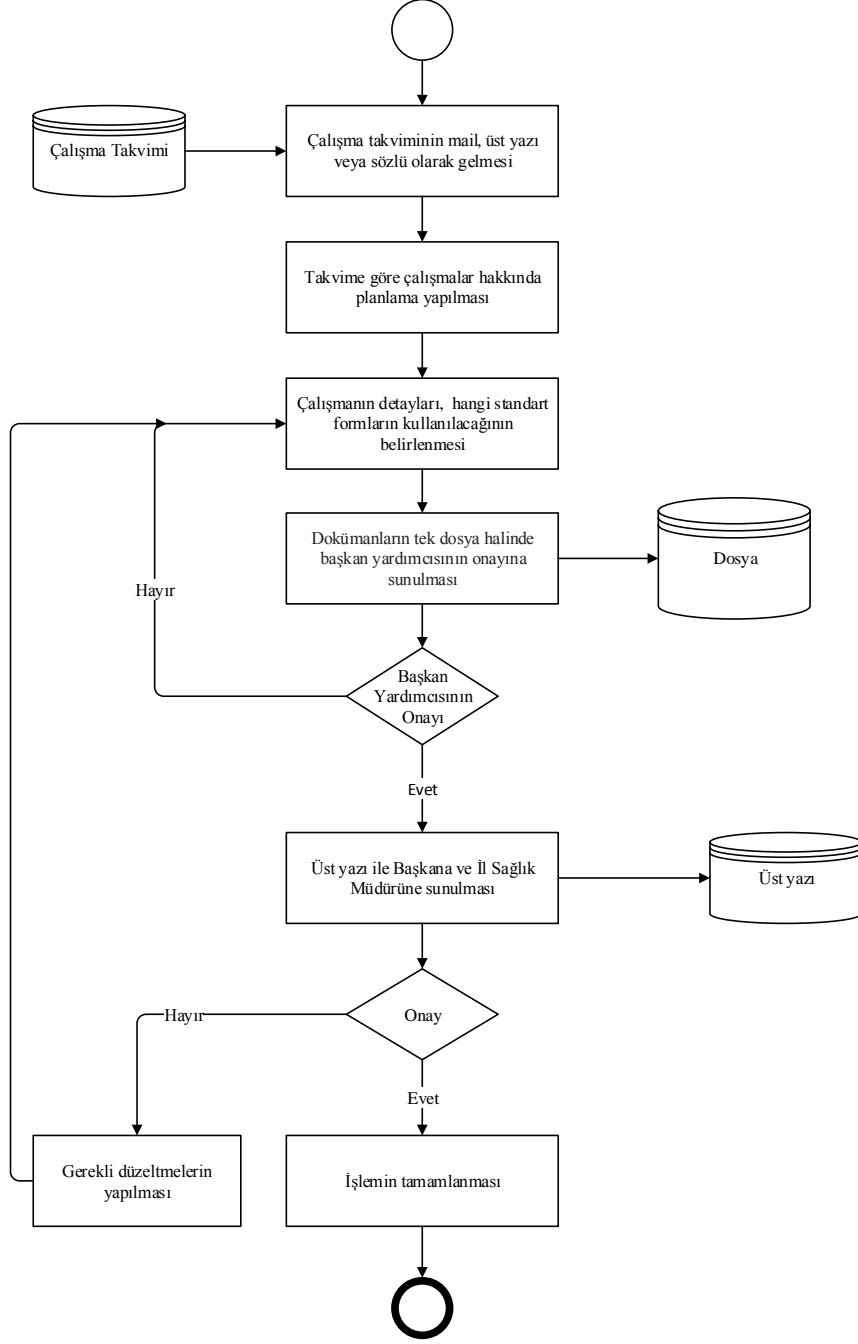 Çalışma Takvimi
Çalışma takviminin mail, üst yazı
veya sözlü olarak gelmesi
Takvime göre çalışmalar hakkında
planlama yapılması
Çalışmanın detayları, hangi standart
formların kullanılacağının
belirlenmesi
Dokümanların tek dosya halinde
başkan yardımcısının onayına
sunulması
Dosya
Hayır
Başkan
Yardımcısının
Onayı
Evet
Üst yazı ile Başkana ve İl Sağlık
Müdürüne sunulması
Üst yazı
Hayır
Onay
Evet
Gerekli düzeltmelerin
yapılması
İşlemin tamamlanması